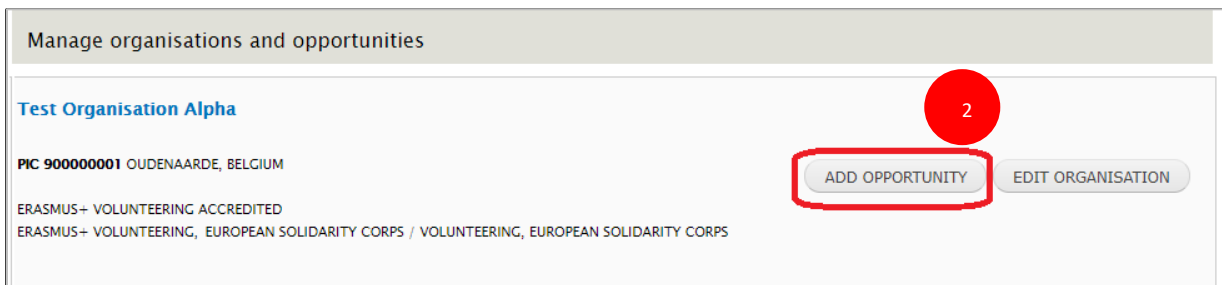 Manage organisations and opportunities
Test Organisation Alpha
2
PIC 900000001 OUDENAARDE, BELGIUM
ADD OPPORTUNITY
EDIT ORGANISATION
ERASMUS+ VOLUNTEERING ACCREDITED
ERASMUS+ VOLUNTEERING, EUROPEAN SOLIDARITY CORPS / VOLUNTEERING, EUROPEAN SOLIDARITY CORPS